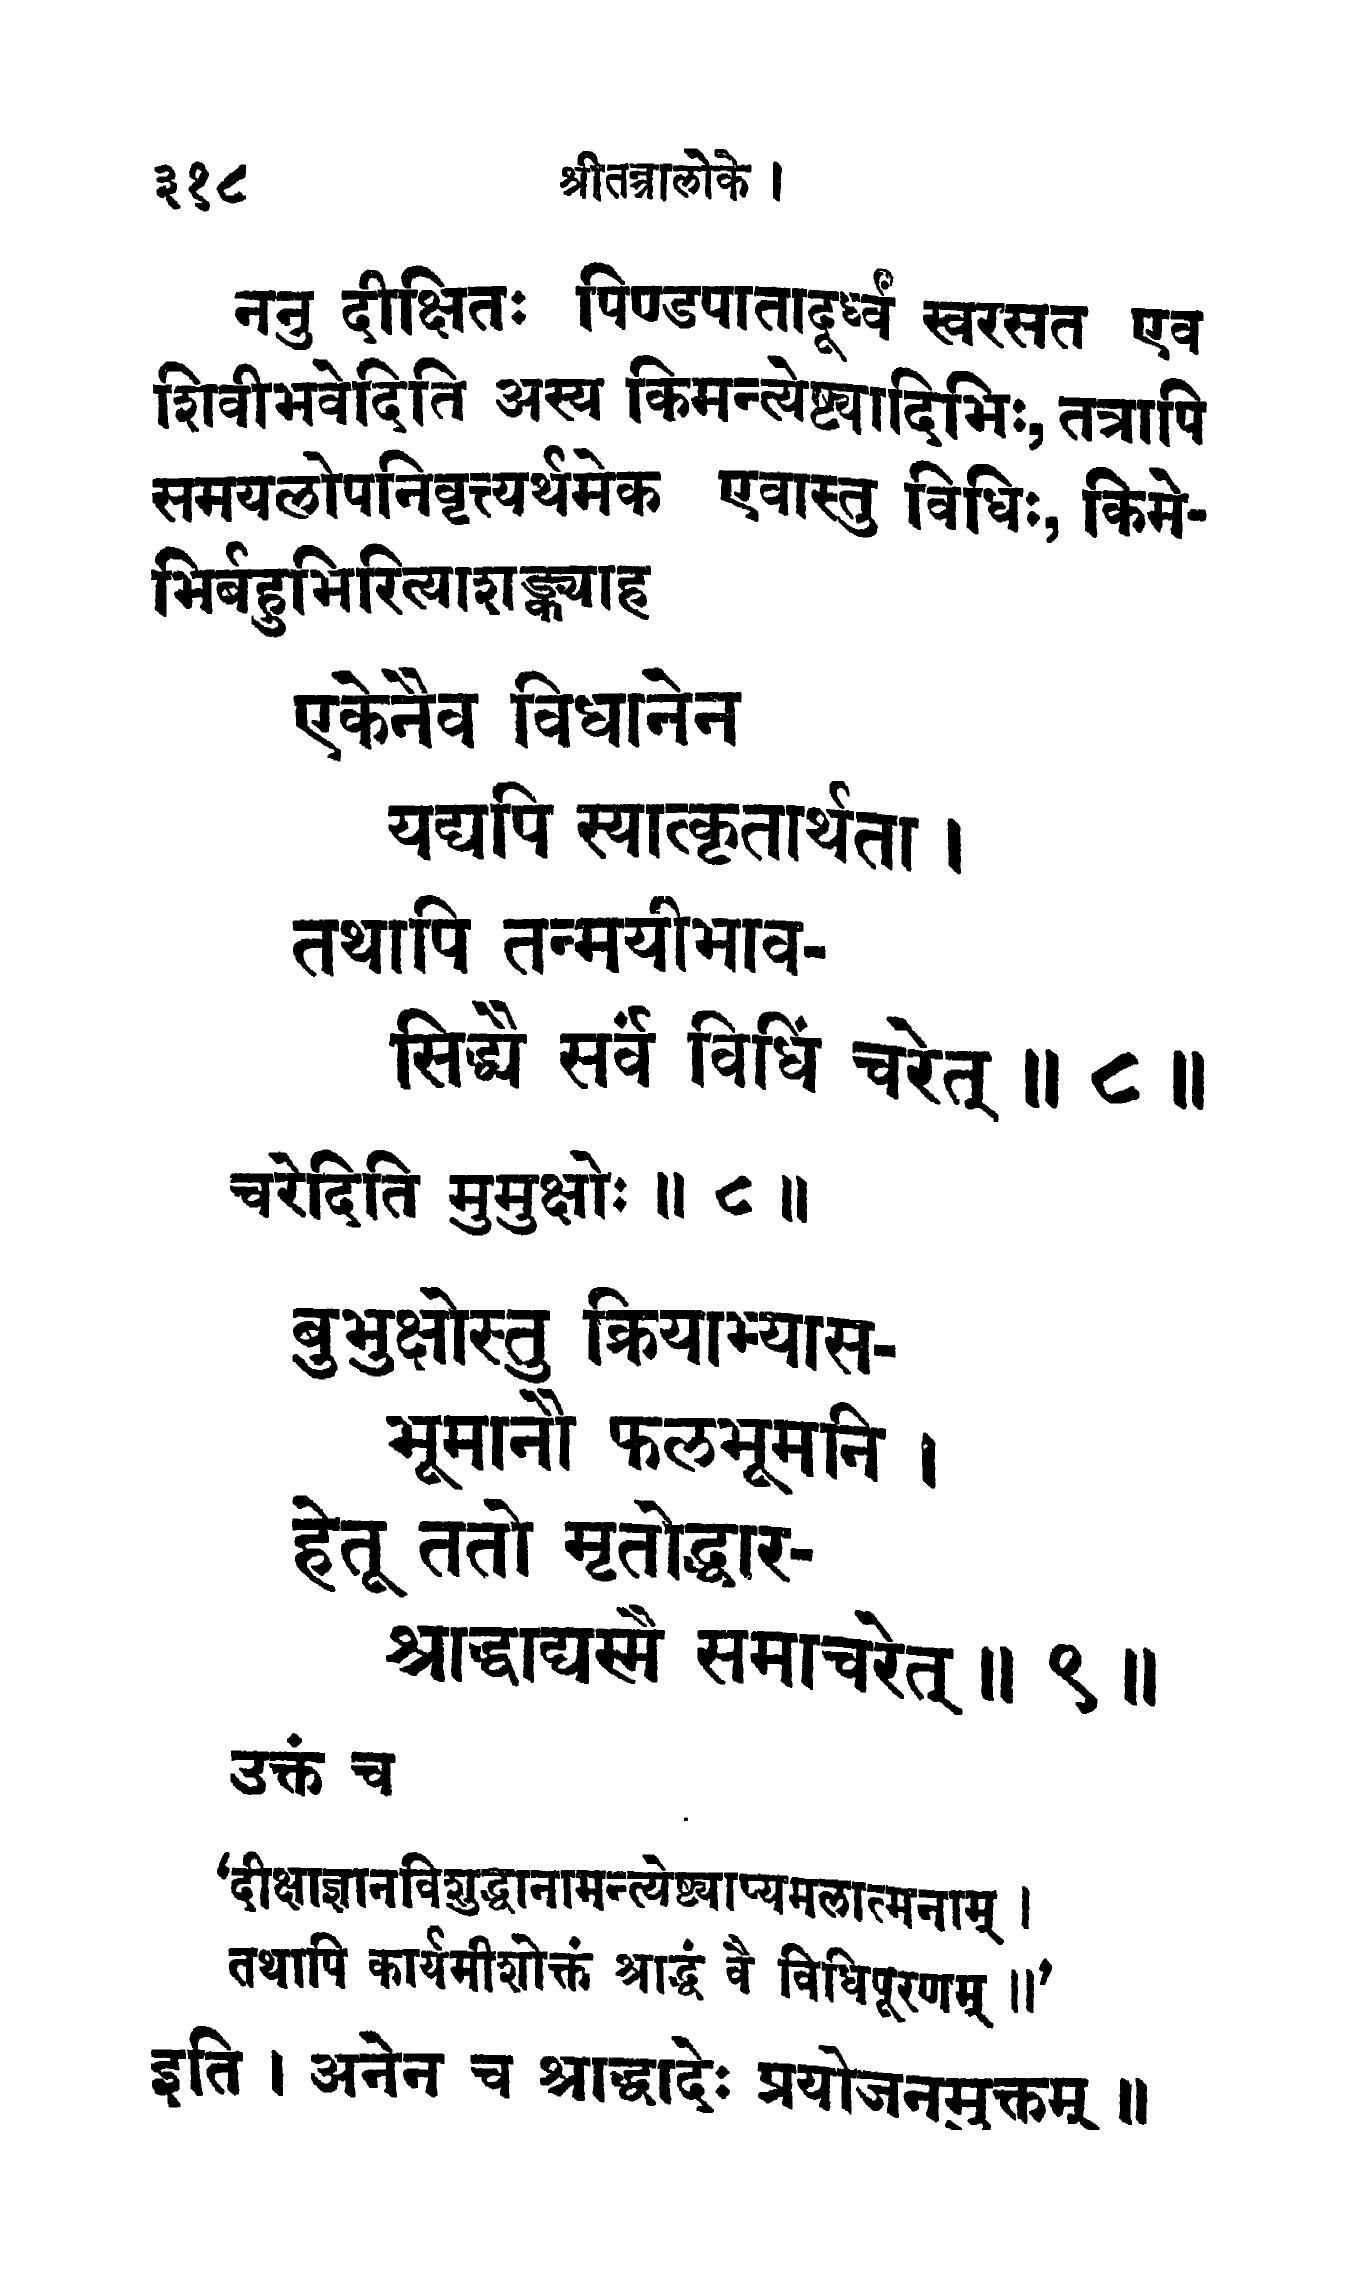 ३१८ श्रीतन्त्रालोके ।
ननु दीक्षितः पिण्डपातादूर्ध्वं स्वरसत एव
शिवीभवेदिति अस्य किमन्त्येष्ट्यादिभिः, तत्रापि
समयलोपनिवृत्त्यर्थमेक एवास्तु विधिः, किमे-
भिर्बहुभिरित्याशङ्क्याह
एकेनैव विधानेन
यद्यपि स्यात्कृतार्थता ।
तथापि तन्मयीभाव-
सिद्ध्यै सर्वं विधिं चरेत् ॥ ८ ॥
चरेदिति मुमुक्षोः ॥ ८ ॥
बुभुक्षोस्तु क्रियाभ्यास-
भूमानौ फलभूमनि ।
हेतू ततो मृतोद्धार-
श्राद्धाद्यस्मै समाचरेत् ॥ ९ ॥
उक्तं च
‘दीक्षाज्ञानविशुद्धानामन्त्येष्ट्याप्यमलात्मनाम् ।
तथापि कार्यमीशोक्तं श्राद्धं वै विधिपूरणम् ॥’
इति । अनेन च श्राद्धादेः प्रयोजनमुक्तम् ॥